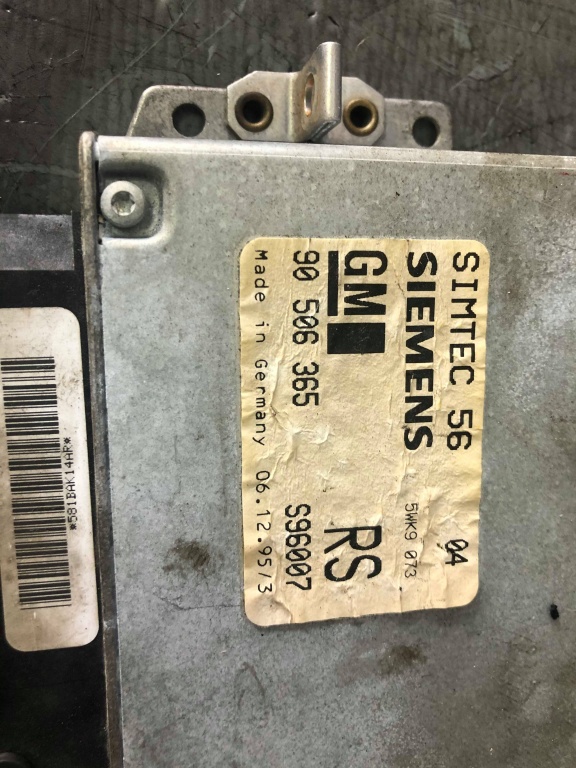 SIMTEC 56 04
SIEMENS 5WK9 073
GM RS
90 506 365 S96007
Made in Germany 06.12.95/3
*581BAK14AR*